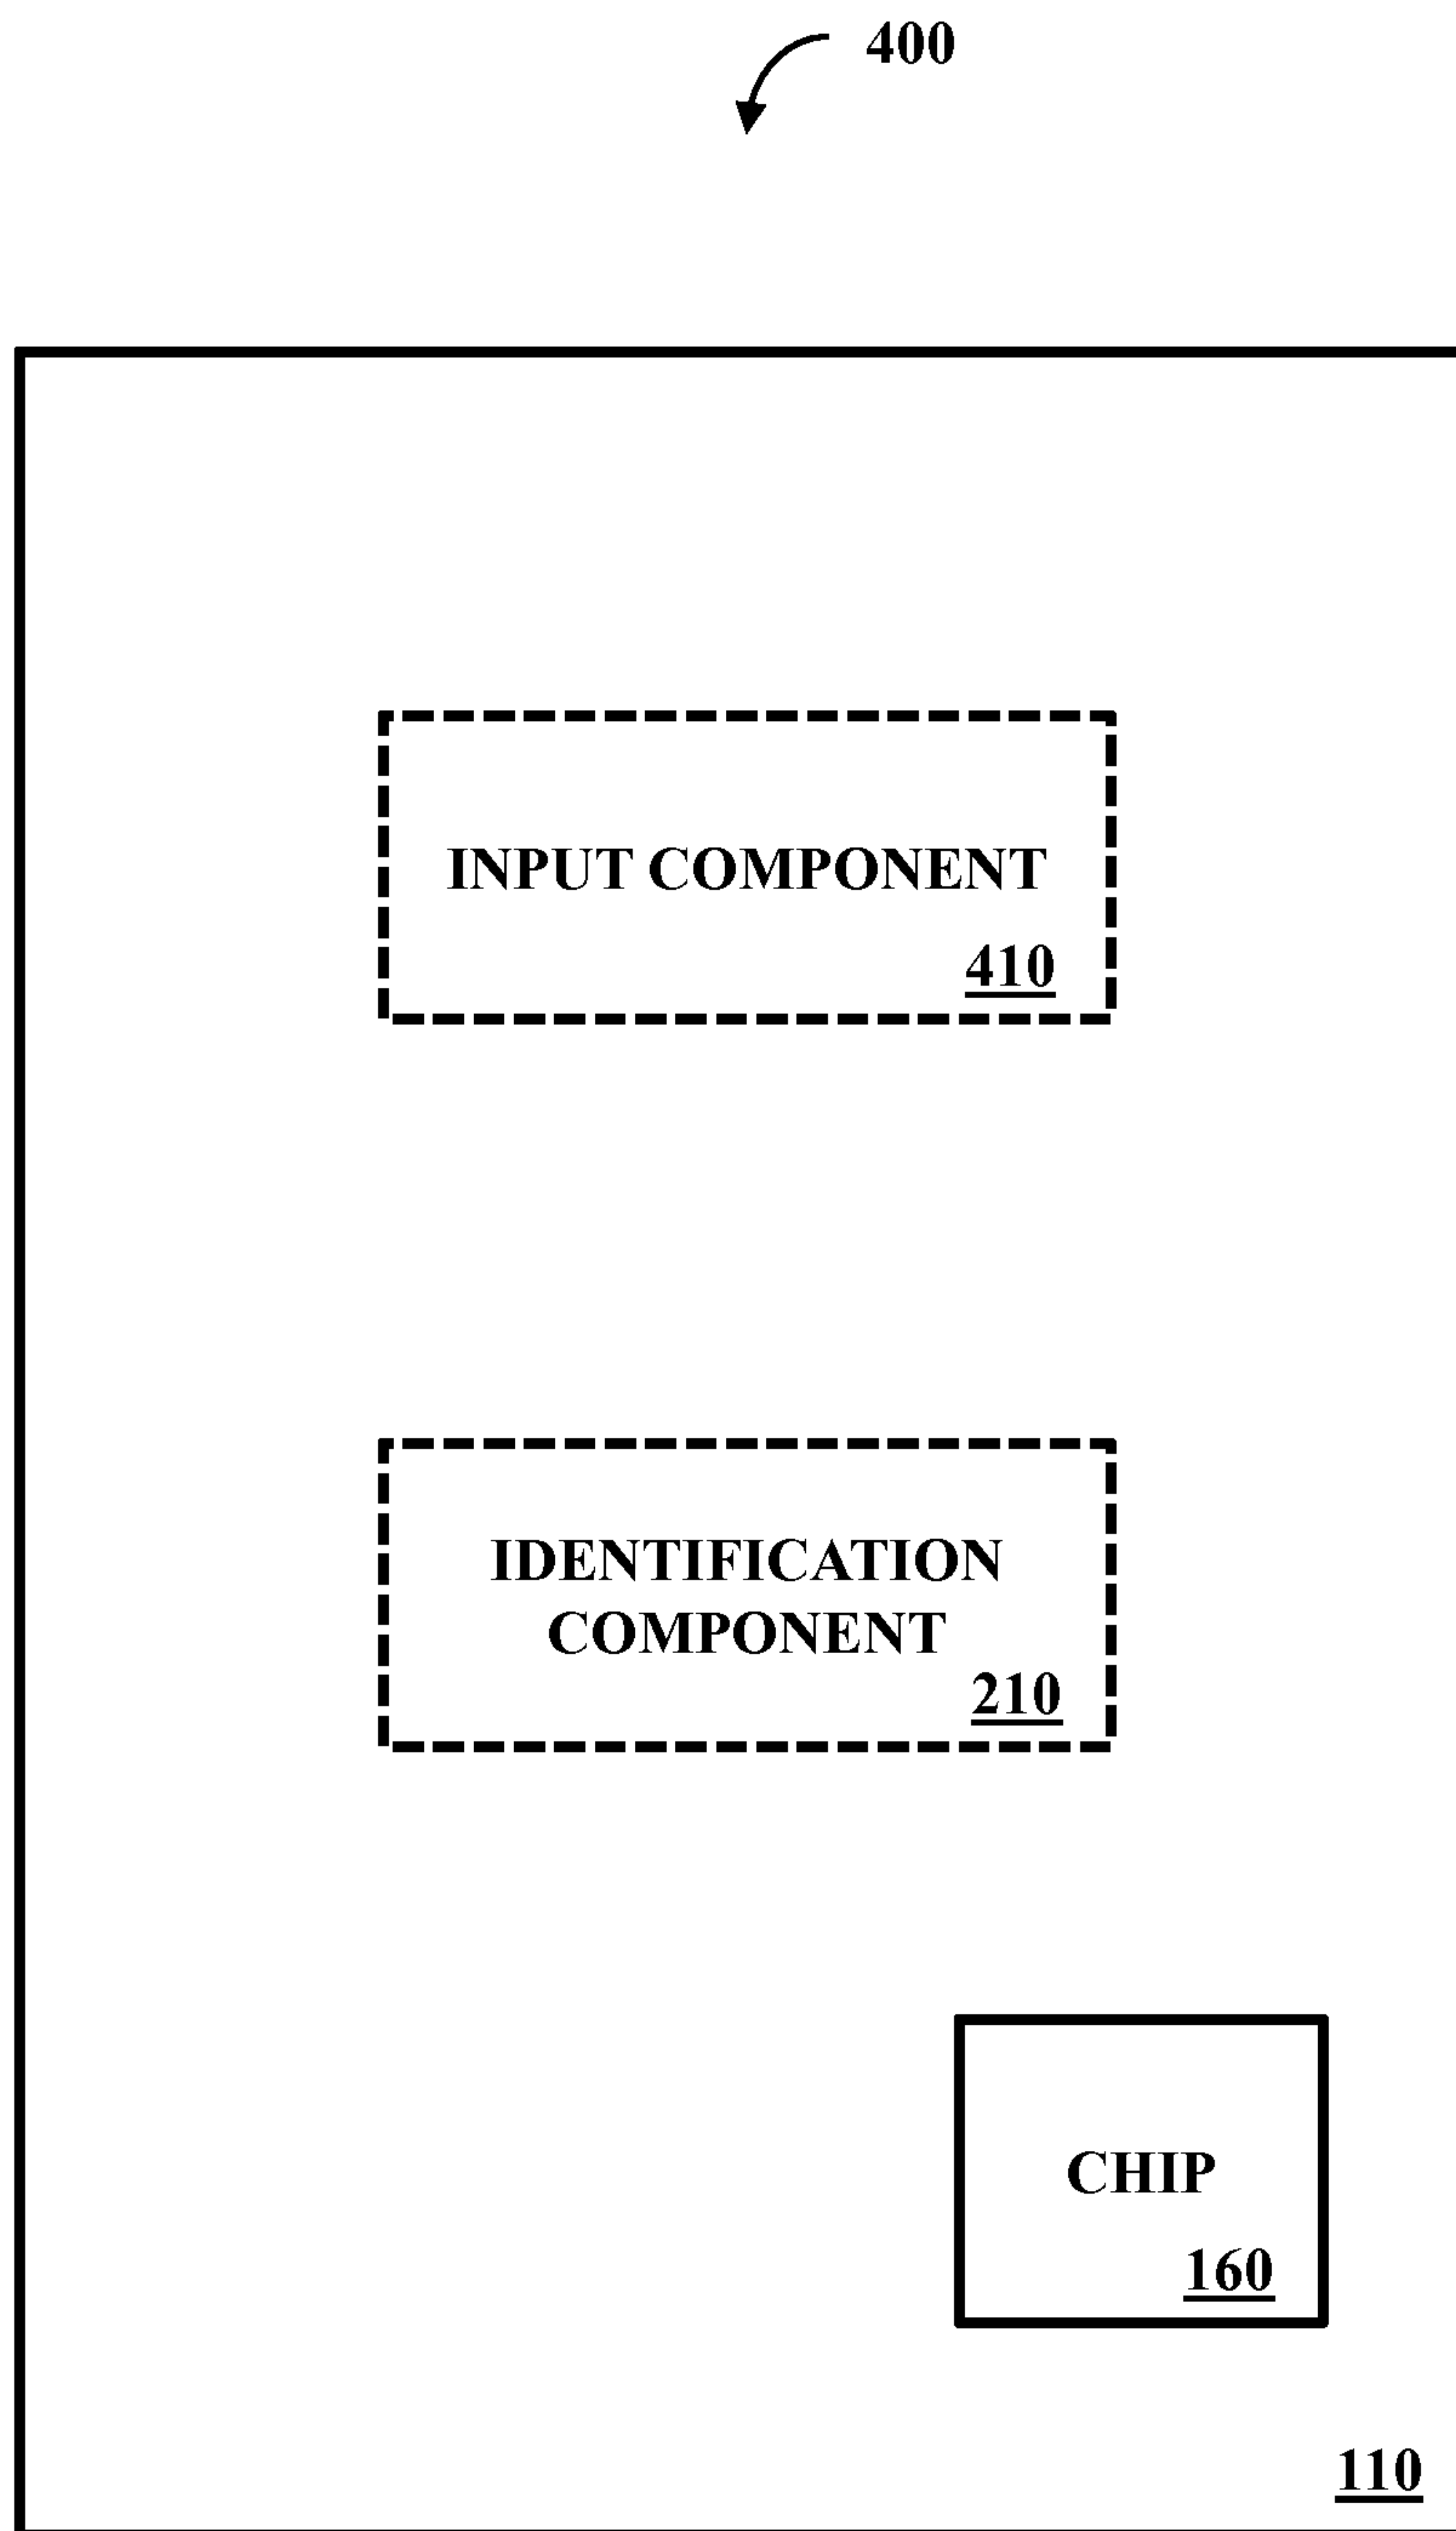 400
INPUT COMPONENT
410
IDENTIFICATION
COMPONENT
210
CHIP
160
110